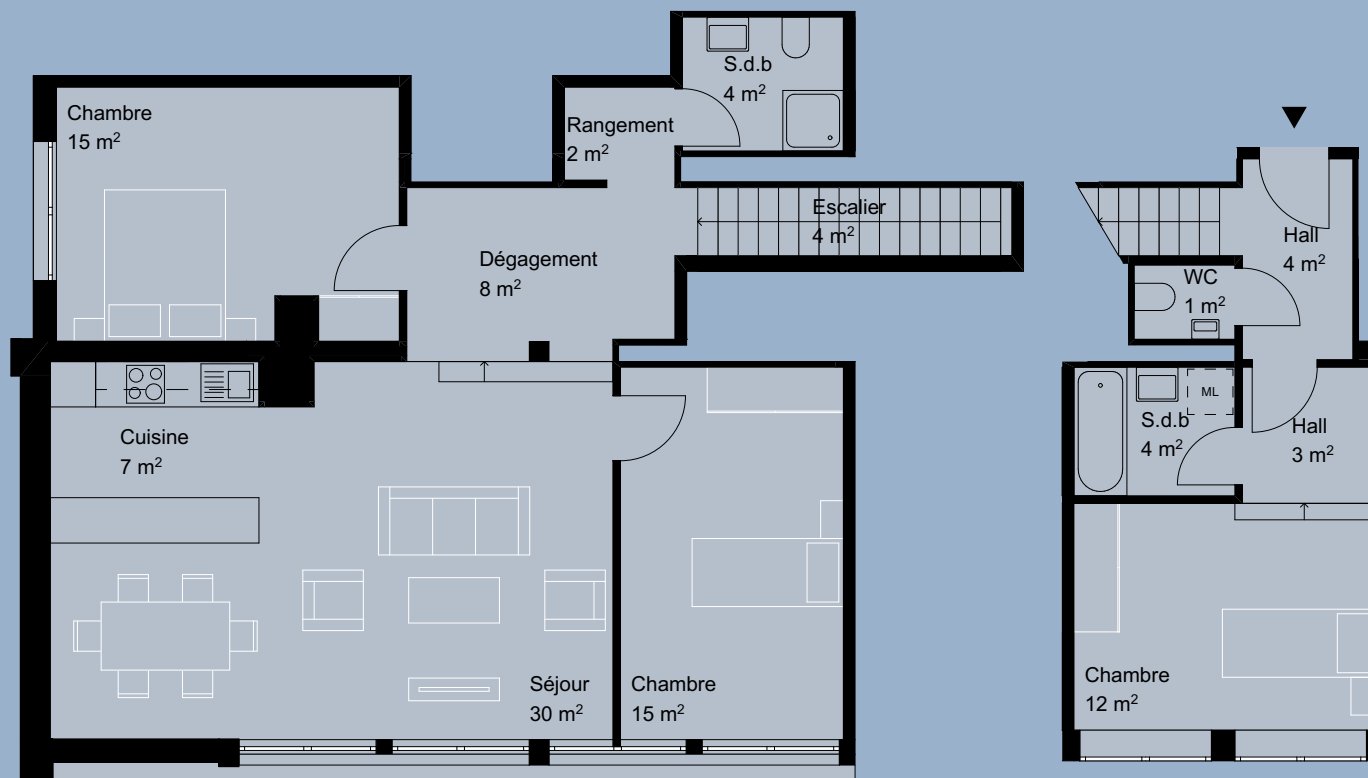 S.d.b
4 m²
Chambre
15 m²
Rangement
2 m²
Escalier
4 m²
Dégagement
8 m²
Hall
4 m²
WC
1 m²
Cuisine
7 m²
S.d.b
4 m²
ML
Hall
3 m²
Séjour
30 m²
Chambre
15 m²
Chambre
12 m²